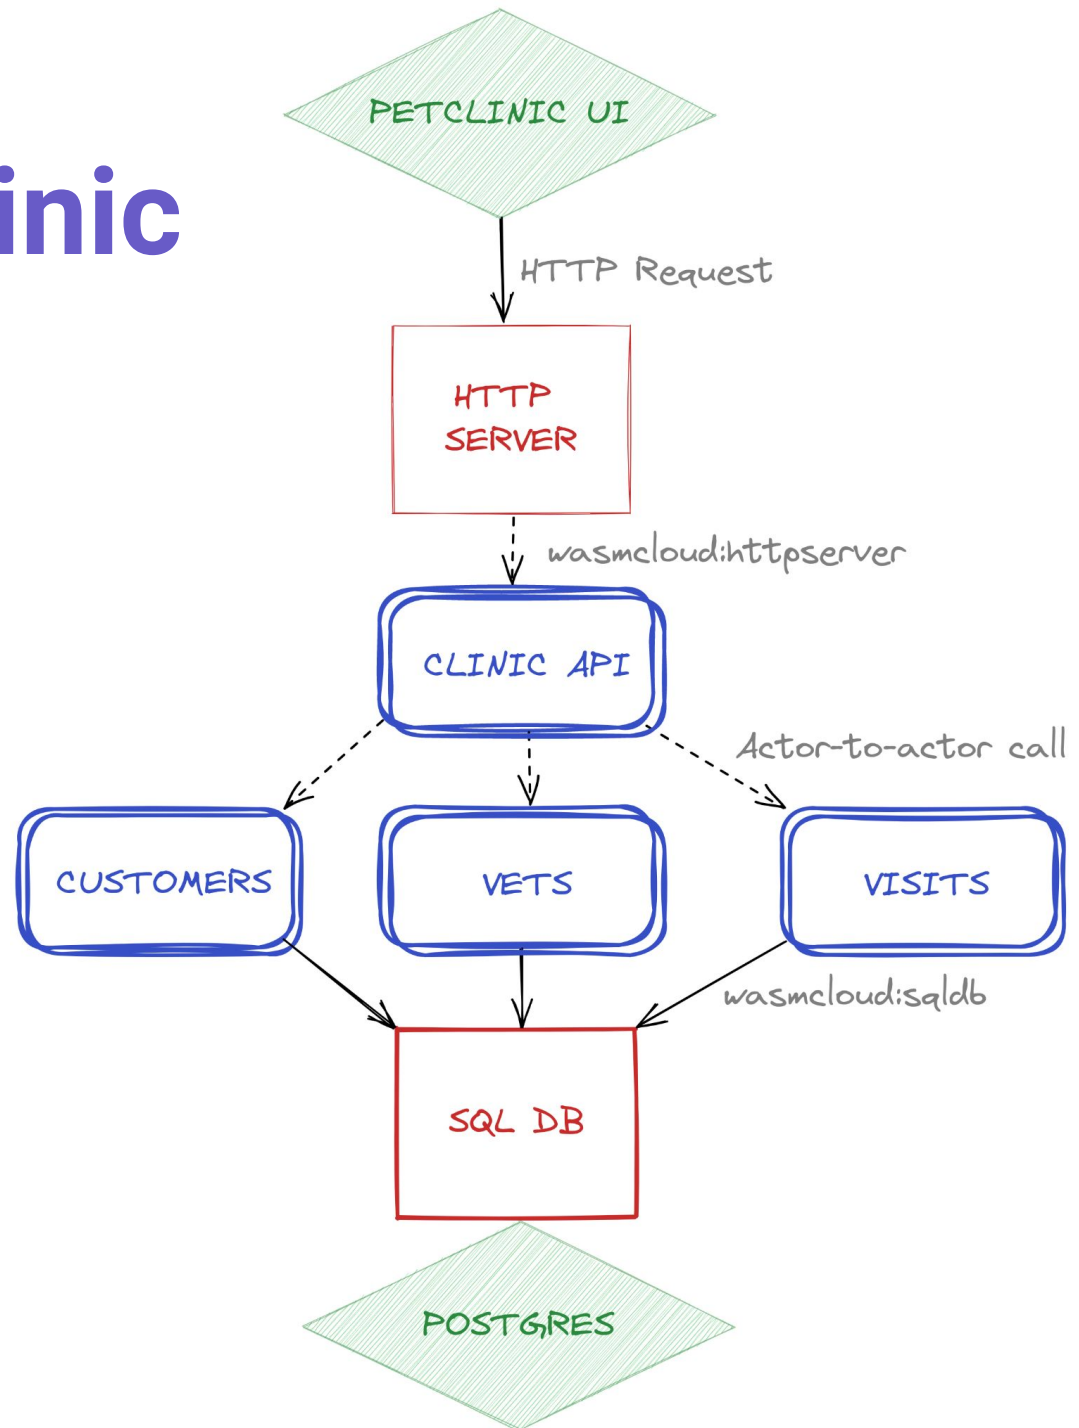 PETCLINIC UI
inic
HTTP Request
HTTP
SERVER
wasmcloud:httpserver
CLINIC API
Actor-to-actor call
CUSTOMERS
VETS
VISITS
wasmcloud:sqldb
SQL DB
POSTGRES